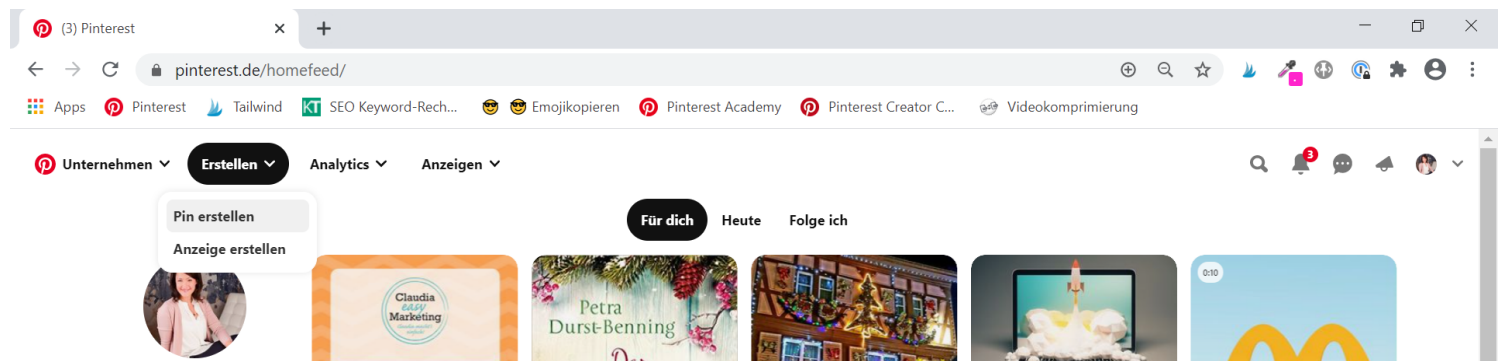 (3) Pinterest
pinterest.de/homefeed/
Apps Pinterest Tailwind KT SEO Keyword-Rech... Emojikopieren Pinterest Academy Pinterest Creator C... Videokomprimierung
Unternehmen Erstellen Analytics Anzeigen 3
Pin erstellen
Anzeige erstellen
Für dich Heute Folge ich
0:10
Claudia
easy
Marketing
Petra
Durst-Benning
Der